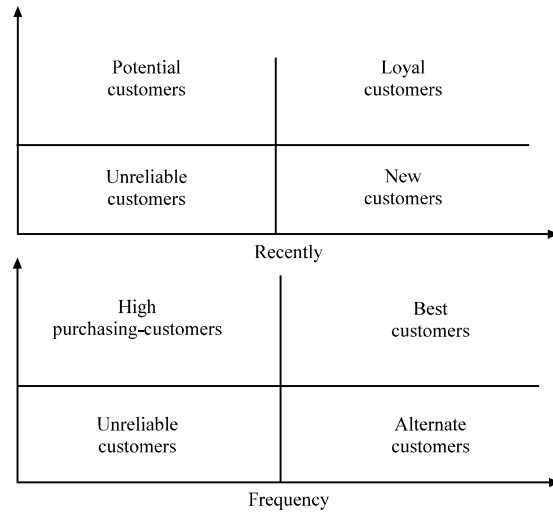 Potential
customers
Loyal
customers
Unreliable
customers
New
customers
Recently
High
purchasing-customers
Best
customers
Unreliable
customers
Alternate
customers
Frequency